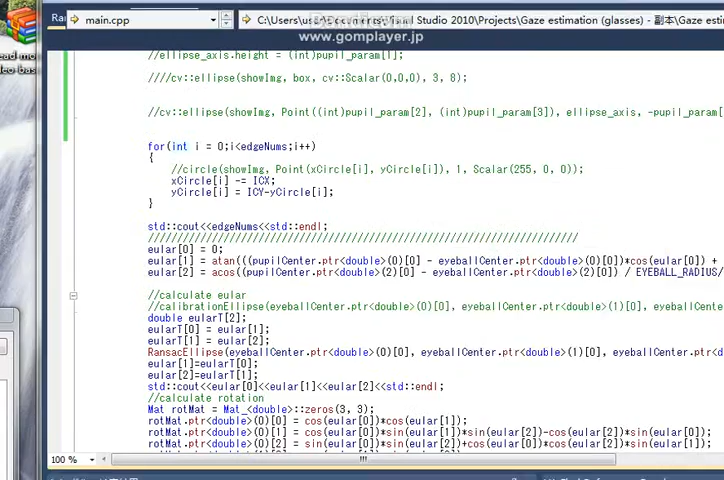 main.cpp
www.gomplayer.jp
//ellipse_axis.height = (int)pupil_param[1];
////cv::ellipse(showImg, box, cv::Scalar(0,0,0), 3, 8);
//cv::ellipse(showImg, Point((int)pupil_param[2], (int)pupil_param[3]), ellipse_axis, -pupil_param[
for(int i = 0;i<edgeNums;i++)
{
//circle(showImg, Point(xCircle[i], yCircle[i]), 1, Scalar(255, 0, 0));
xCircle[i] -= ICX;
yCircle[i] = ICY-yCircle[i];
}
std::cout<<edgeNums<<std::endl;
eular[0] = 0;
eular[1] = atan(((pupilCenter.ptr<double>(0)[0] - eyeballCenter.ptr<double>(0)[0])*cos(eular[0]) +
eular[2] = acos((pupilCenter.ptr<double>(2)[0] - eyeballCenter.ptr<double>(2)[0]) / EYEBALL_RADIUS/
//calculate eular
//calibrationEllipse(eyeballCenter.ptr<double>(0)[0], eyeballCenter.ptr<double>(1)[0], eyeballCenter.pt
double eularT[2];
eularT[0] = eular[1];
eularT[1] = eular[2];
RansacEllipse(eyeballCenter.ptr<double>(0)[0], eyeballCenter.ptr<double>(1)[0], eyeballCenter.ptr<doubl
eular[1]=eularT[0];
eular[2]=eularT[1];
std::cout<<eular[0]<<eular[1]<<eular[2]<<std::endl;
//calculate rotation
Mat rotMat = Mat_<double>::zeros(3, 3);
rotMat.ptr<double>(0)[0] = cos(eular[0])*cos(eular[1]);
rotMat.ptr<double>(0)[1] = cos(eular[0])*sin(eular[1])*sin(eular[2])-cos(eular[2])*sin(eular[0]);
rotMat.ptr<double>(0)[2] = sin(eular[0])*sin(eular[2])+cos(eular[0])*cos(eular[2])*sin(eular[1]);
100 %